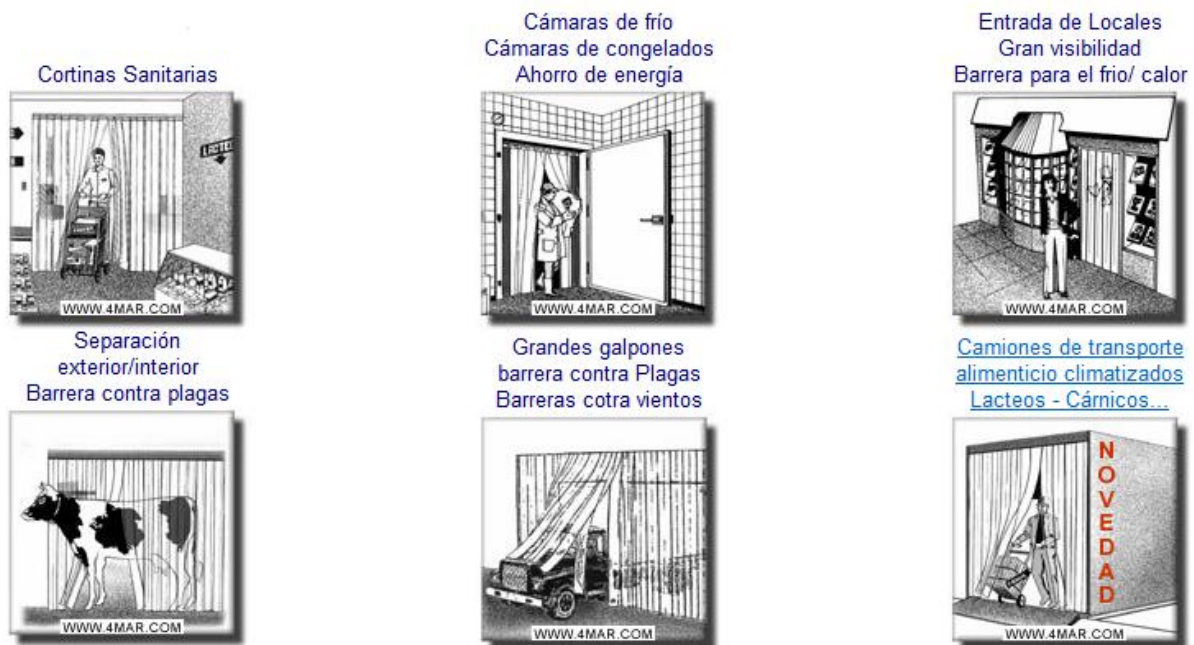 Cortinas Sanitarias
LACTEO
WWW.4MAR.COM
Cámaras de frío
Cámaras de congelados
Ahorro de energía
WWW.4MAR.COM
Entrada de Locales
Gran visibilidad
Barrera para el frio/ calor
WWW.4MAR.COM
Separación
exterior/interior
Barrera contra plagas
WWW.4MAR.COM
Grandes galpones
barrera contra Plagas
Barreras cotra vientos
WWW.4MAR.COM
Camiones de transporte
alimenticio climatizados
Lacteos - Cárnicos...
NOVEDAD
WWW.4MAR.COM